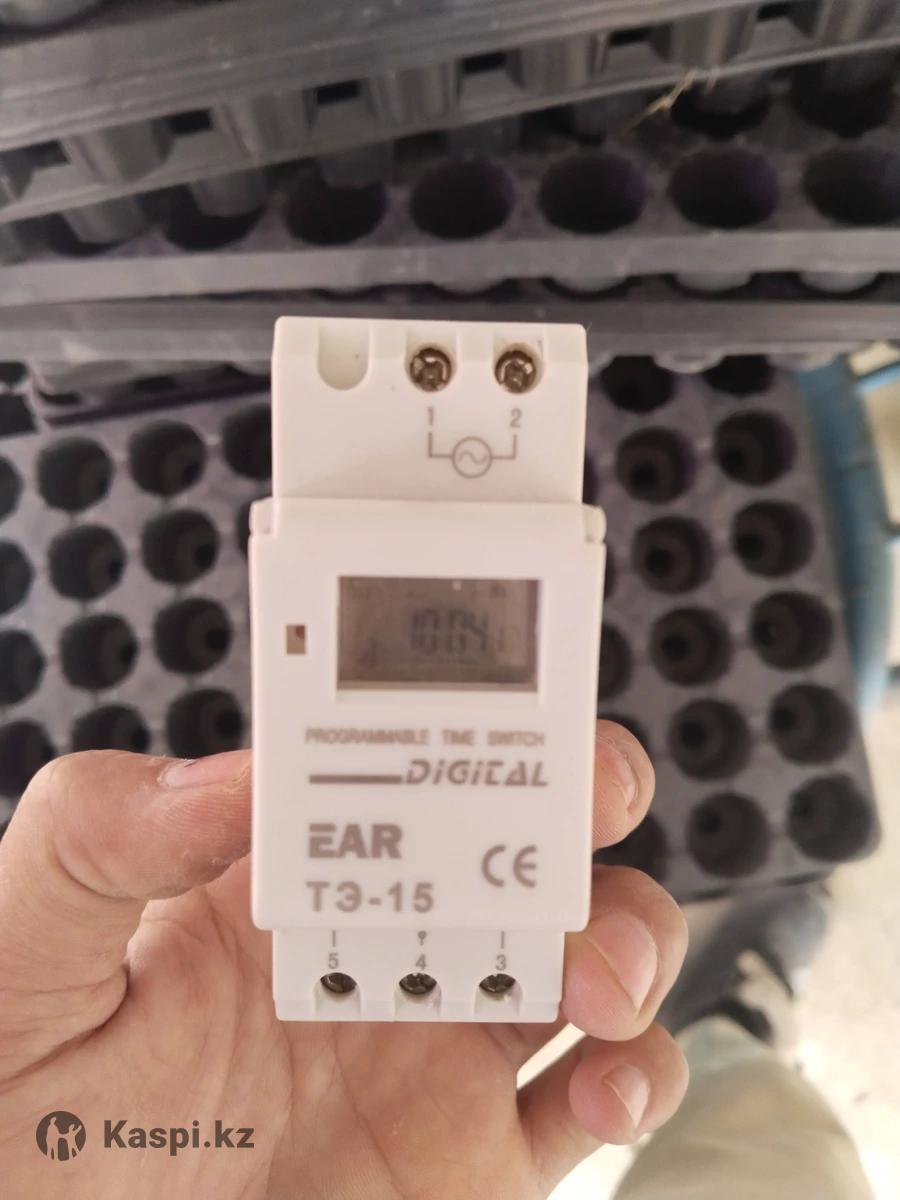 1 2
10:04
PROGRAMMABLE TIME SWITCH
DiGiTAL
EAR
CE
ТЭ-15
5 4 3
Kaspi.kz